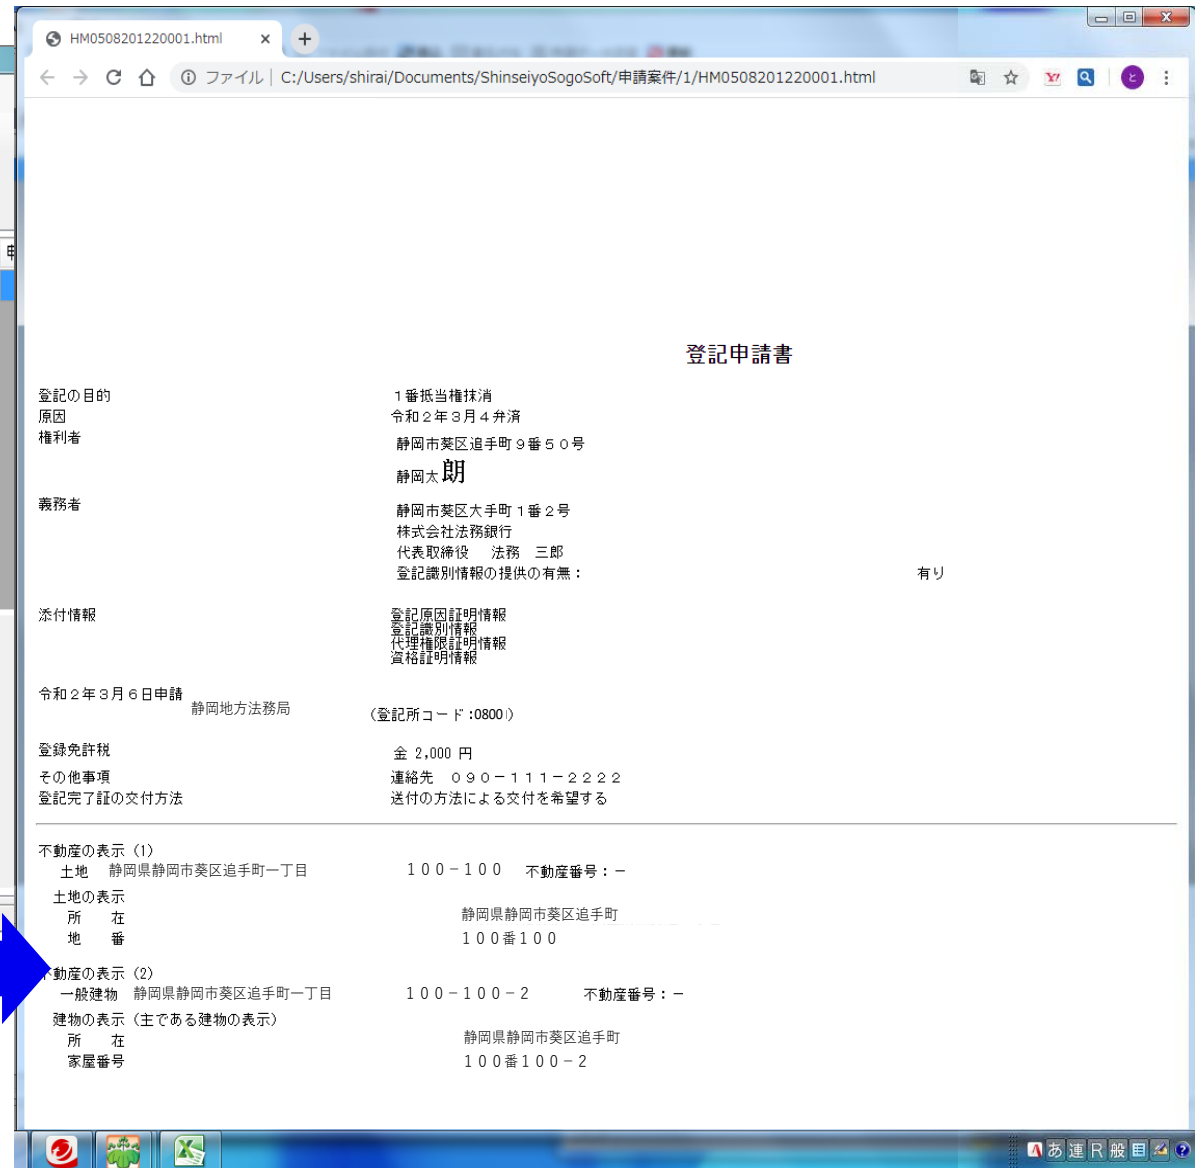 HM0508201220001.html
ファイル | C:/Users/shirai/Documents/ShinseiyoSogoSoft/申請案件/1/HM0508201220001.html
登記申請書
登記の目的 1番抵当権抹消
原因 令和2年3月4弁済
権利者 静岡市葵区追手町9番50号
静岡太朗
義務者 静岡市葵区大手町1番2号
株式会社法務銀行
代表取締役 法務 三郎
登記識別情報の提供の有無: 有り
添付情報 登記原因証明情報
登記識別情報
代理権限証明情報
資格証明情報
令和2年3月6日申請
静岡地方法務局 (登記所コード:0800)
登録免許税 金 2,000 円
その他事項 連絡先 090-111-2222
登記完了証の交付方法 送付の方法による交付を希望する
不動産の表示 (1)
土地 静岡県静岡市葵区追手町一丁目 100-100 不動産番号:-
土地の表示
所 在 静岡県静岡市葵区追手町
地 番 100番100
動産の表示 (2)
一般建物 静岡県静岡市葵区追手町一丁目 100-100-2 不動産番号:-
建物の表示 (主である建物の表示)
所 在 静岡県静岡市葵区追手町
家屋番号 100番100-2
あ 連 R 般